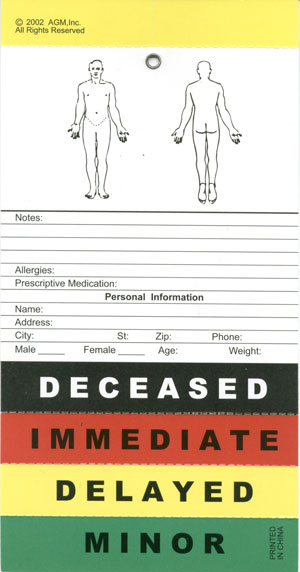 © 2002 AGM,Inc.
All Rights Reserved
Notes:
Allergies:
Prescriptive Medication:
Personal Information
Name:
Address:
City: St: Zip: Phone:
Male _____ Female _____ Age: Weight:
DECEASED
IMMEDIATE
DELAYED
MINOR
PRINTED
IN CHINA